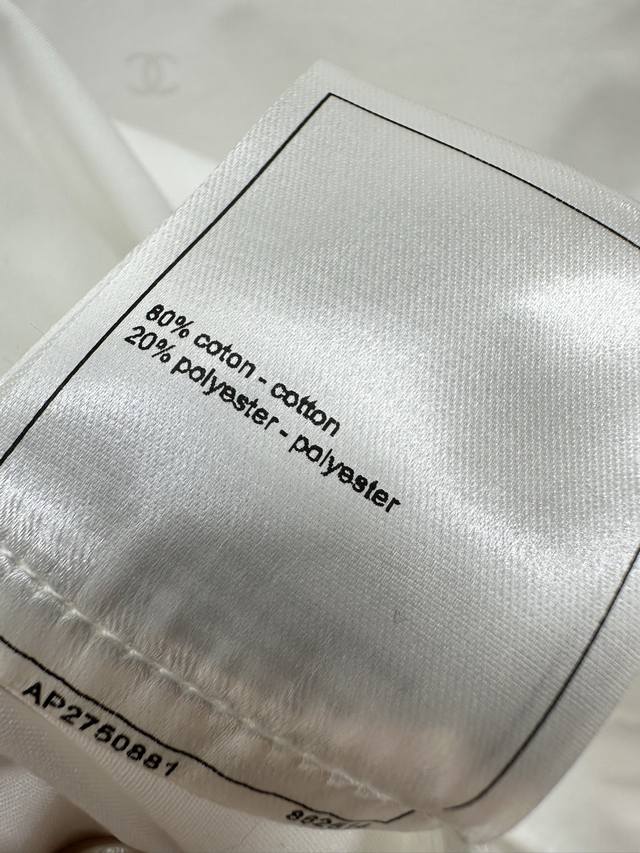 80% coton - cotton
20% polyester - polyester
AP2750881